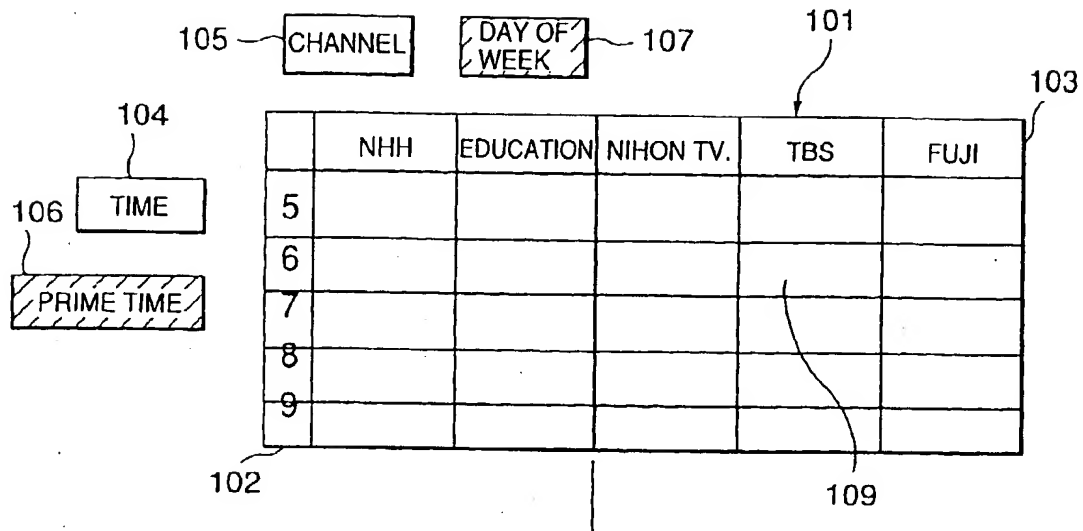 101
105 CHANNEL DAY OF 107
WEEK
103
104
NHH EDUCATION NIHON TV. TBS FUJI
TIME 5
106
6
PRIME TIME
7
8
9
102 109